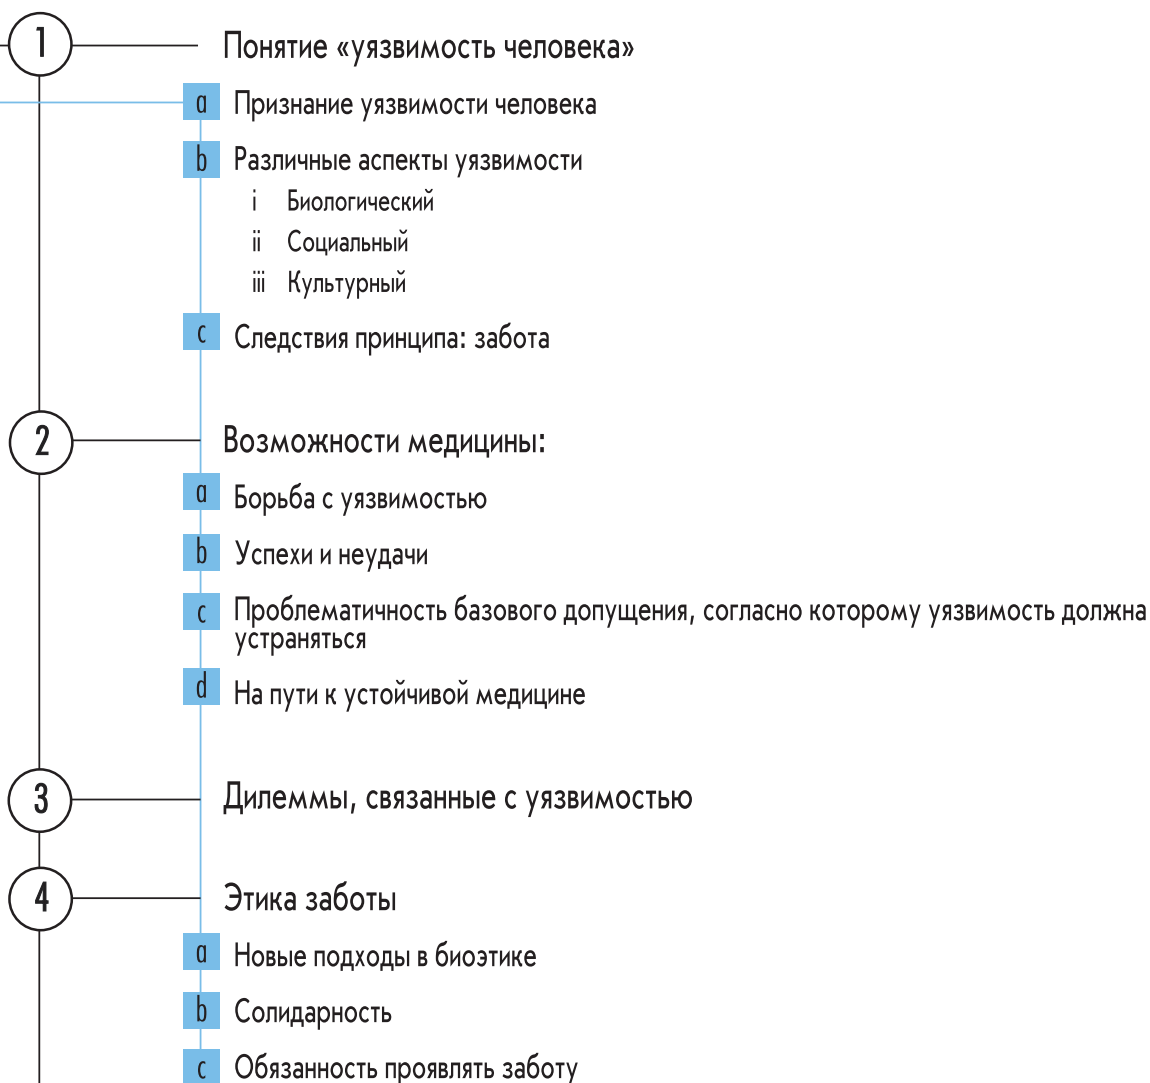 1 Понятие «уязвимость человека»
a Признание уязвимости человека
b Различные аспекты уязвимости
i Биологический
ii Социальный
iii Культурный
c Следствия принципа: забота
2 Возможности медицины:
a Борьба с уязвимостью
b Успехи и неудачи
c Проблематичность базового допущения, согласно которому уязвимость должна
устраняться
d На пути к устойчивой медицине
3 Дилеммы, связанные с уязвимостью
4 Этика заботы
a Новые подходы в биоэтике
b Солидарность
c Обязанность проявлять заботу